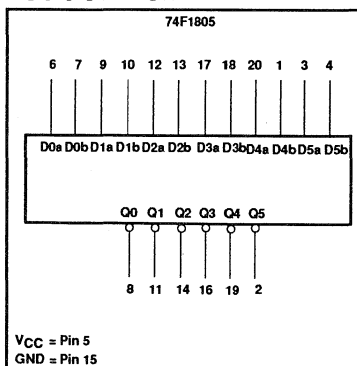 74F1805
6 7 9 10 12 13 17 18 20 1 3 4
D0a D0b D1a D1b D2a D2b D3a D3b D4a D4b D5a D5b
Q0 Q1 Q2 Q3 Q4 Q5
8 11 14 16 19 2
VCC = Pin 5
GND = Pin 15